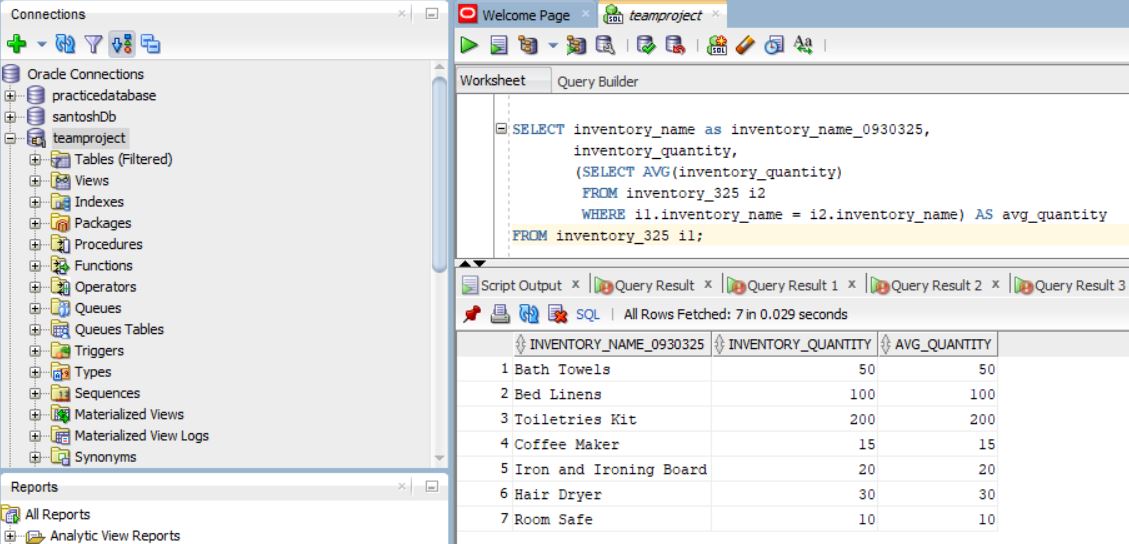 Connections
Oracle Connections
practicedatabase
santoshDb
teamproject
Tables (Filtered)
Views
Indexes
Packages
Procedures
Functions
Operators
Queues
Queues Tables
Triggers
Types
Sequences
Materialized Views
Materialized View Logs
Synonyms
Reports
All Reports
Analytic View Reports
Welcome Page teamproject
Worksheet Query Builder
SELECT inventory_name as inventory_name_0930325,
inventory_quantity,
(SELECT AVG(inventory_quantity)
FROM inventory_325 i2
WHERE i1.inventory_name = i2.inventory_name) AS avg_quantity
FROM inventory_325 i1;
Script Output x Query Result x Query Result 1 x Query Result 2 x Query Result 3
SQL | All Rows Fetched: 7 in 0.029 seconds
INVENTORY_NAME_0930325 INVENTORY_QUANTITY AVG_QUANTITY
1 Bath Towels 50 50
2 Bed Linens 100 100
3 Toiletries Kit 200 200
4 Coffee Maker 15 15
5 Iron and Ironing Board 20 20
6 Hair Dryer 30 30
7 Room Safe 10 10